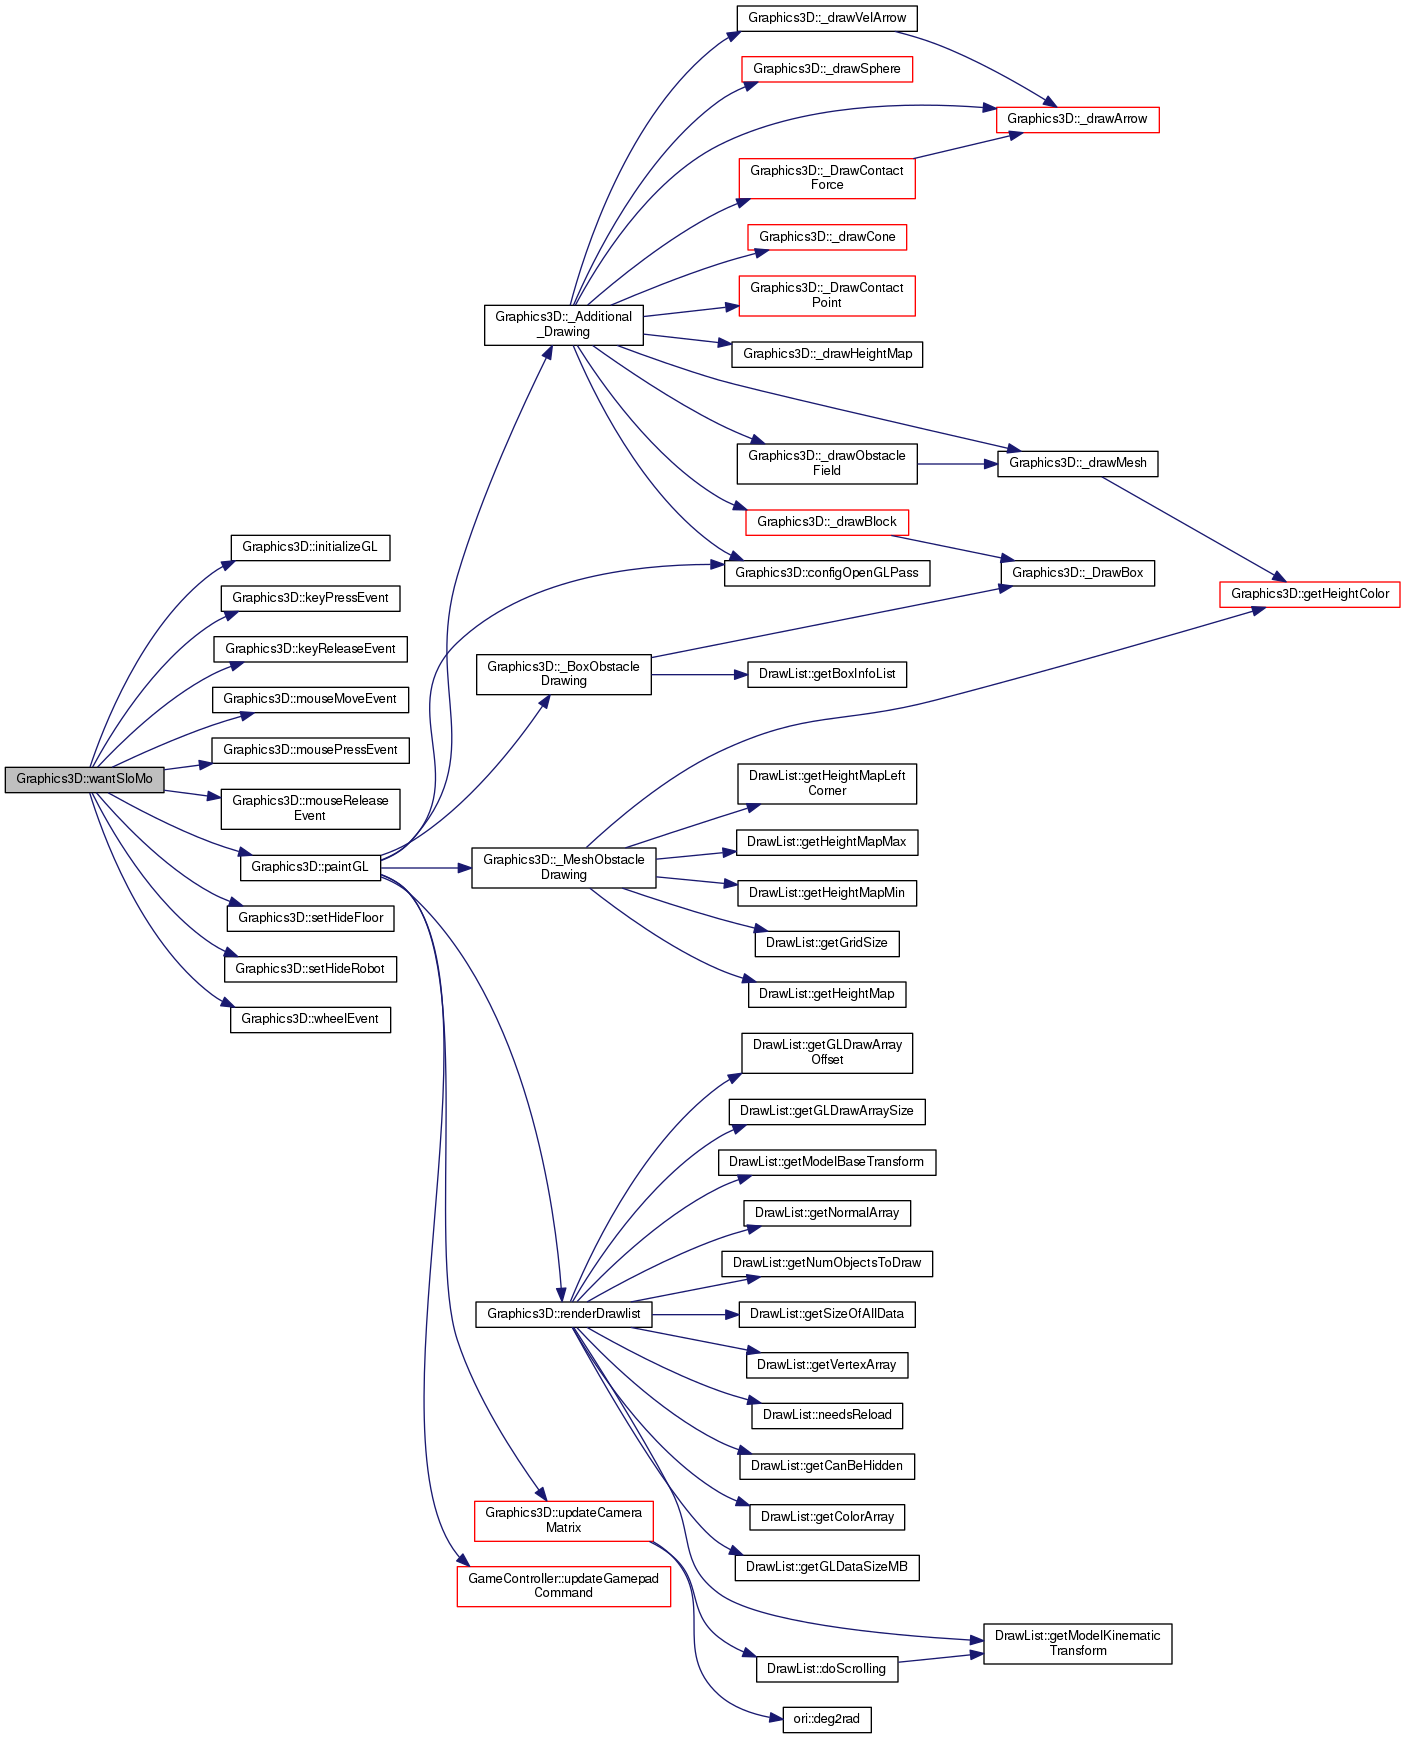 Graphics3D::wantSloMo
Graphics3D::initializeGL
Graphics3D::keyPressEvent
Graphics3D::keyReleaseEvent
Graphics3D::mouseMoveEvent
Graphics3D::mousePressEvent
Graphics3D::mouseRelease
Event
Graphics3D::paintGL
Graphics3D::setHideFloor
Graphics3D::setHideRobot
Graphics3D::wheelEvent
Graphics3D::_Additional
_Drawing
Graphics3D::_BoxObstacle
Drawing
Graphics3D::_MeshObstacle
Drawing
Graphics3D::renderDrawlist
Graphics3D::updateCamera
Matrix
GameController::updateGamepad
Command
Graphics3D::_drawVelArrow
Graphics3D::_drawSphere
Graphics3D::_DrawContact
Force
Graphics3D::_drawCone
Graphics3D::_DrawContact
Point
Graphics3D::_drawHeightMap
Graphics3D::_drawObstacle
Field
Graphics3D::_drawBlock
Graphics3D::configOpenGLPass
DrawList::getBoxInfoList
DrawList::getHeightMapLeft
Corner
DrawList::getHeightMapMax
DrawList::getHeightMapMin
DrawList::getGridSize
DrawList::getHeightMap
DrawList::getGLDrawArray
Offset
DrawList::getGLDrawArraySize
DrawList::getModelBaseTransform
DrawList::getNormalArray
DrawList::getNumObjectsToDraw
DrawList::getSizeOfAllData
DrawList::getVertexArray
DrawList::needsReload
DrawList::getCanBeHidden
DrawList::getColorArray
DrawList::getGLDataSizeMB
DrawList::doScrolling
ori::deg2rad
Graphics3D::_drawArrow
Graphics3D::_drawMesh
Graphics3D::_DrawBox
DrawList::getModelKinematic
Transform
Graphics3D::getHeightColor